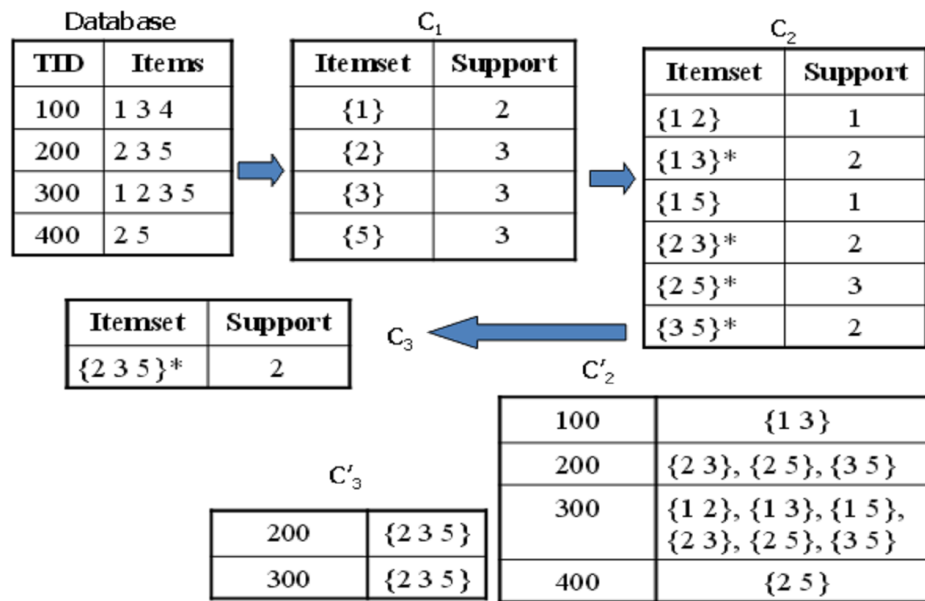 Database
TID Items
100 1 3 4
200 2 3 5
300 1 2 3 5
400 2 5
C₁
Itemset Support
{1} 2
{2} 3
{3} 3
{5} 3
C₂
Itemset Support
{1 2} 1
{1 3}* 2
{1 5} 1
{2 3}* 2
{2 5}* 3
{3 5}* 2
C₃
Itemset Support
{2 3 5}* 2
C′₂
100 {1 3}
200 {2 3}, {2 5}, {3 5}
300 {1 2}, {1 3}, {1 5},
{2 3}, {2 5}, {3 5}
400 {2 5}
C′₃
200 {2 3 5}
300 {2 3 5}